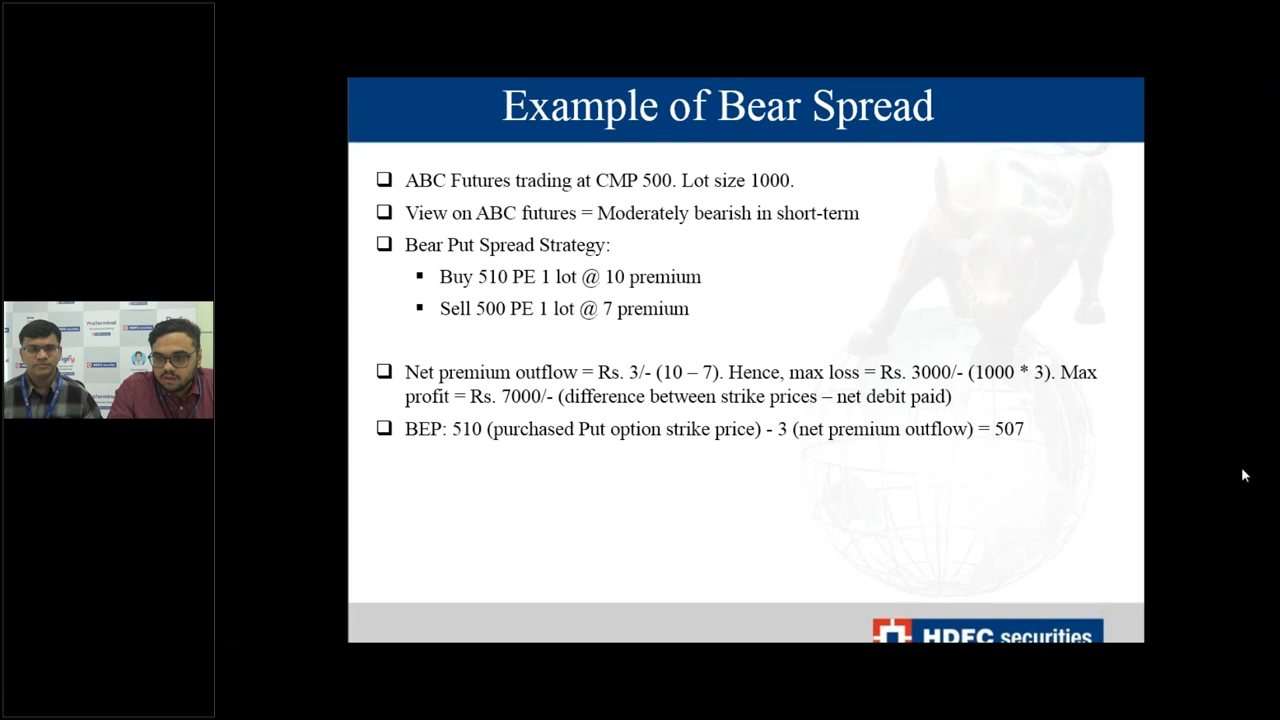 Example of Bear Spread
❑ ABC Futures trading at CMP 500. Lot size 1000.
❑ View on ABC futures = Moderately bearish in short-term
❑ Bear Put Spread Strategy:
▪ Buy 510 PE 1 lot @ 10 premium
▪ Sell 500 PE 1 lot @ 7 premium
❑ Net premium outflow = Rs. 3/- (10 – 7). Hence, max loss = Rs. 3000/- (1000 * 3). Max
profit = Rs. 7000/- (difference between strike prices – net debit paid)
❑ BEP: 510 (purchased Put option strike price) - 3 (net premium outflow) = 507
HDFC securities